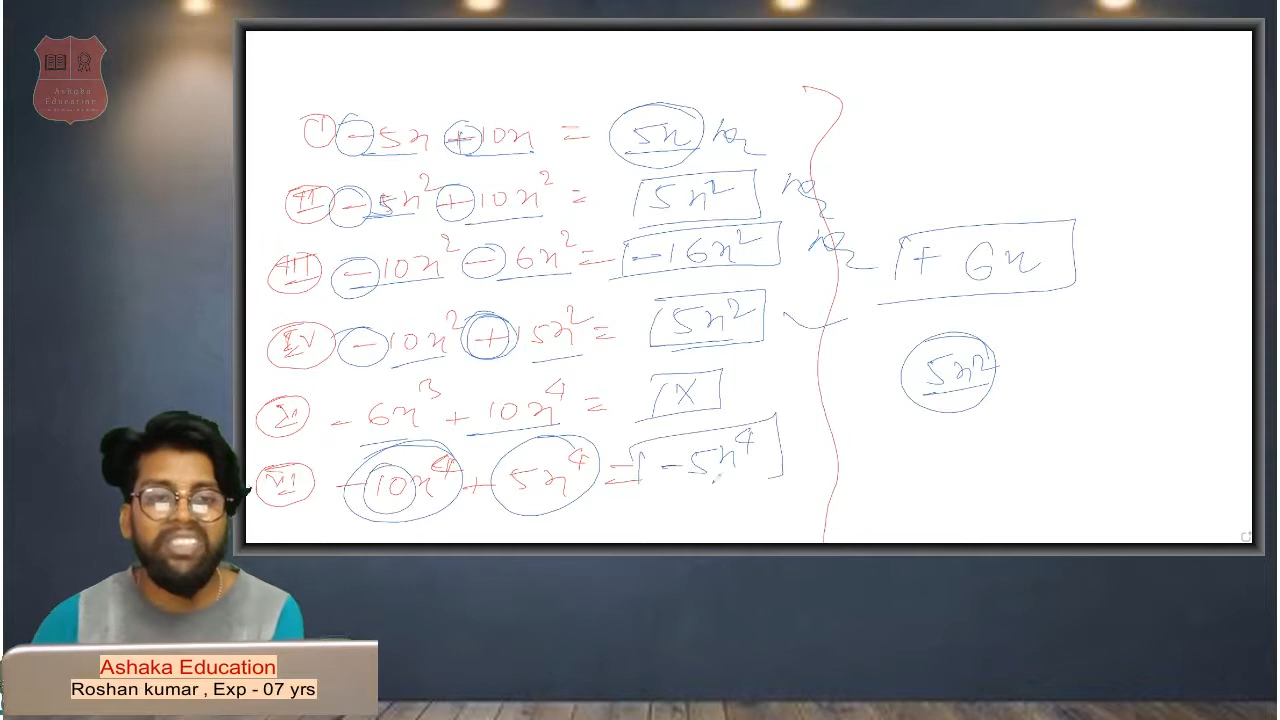 Ashaka
Education
① -5x + 10x = 5x
II -5x² + 10x² = 5x²
III -10x² - 6x² = -16x²
+ 6x
IV -10x² + 15x² = 5x²
5x²
V -6x³ + 10x⁴ = X
VI -10x⁴ + 5x⁴ = -5x⁴
Ashaka Education
Roshan kumar , Exp - 07 yrs